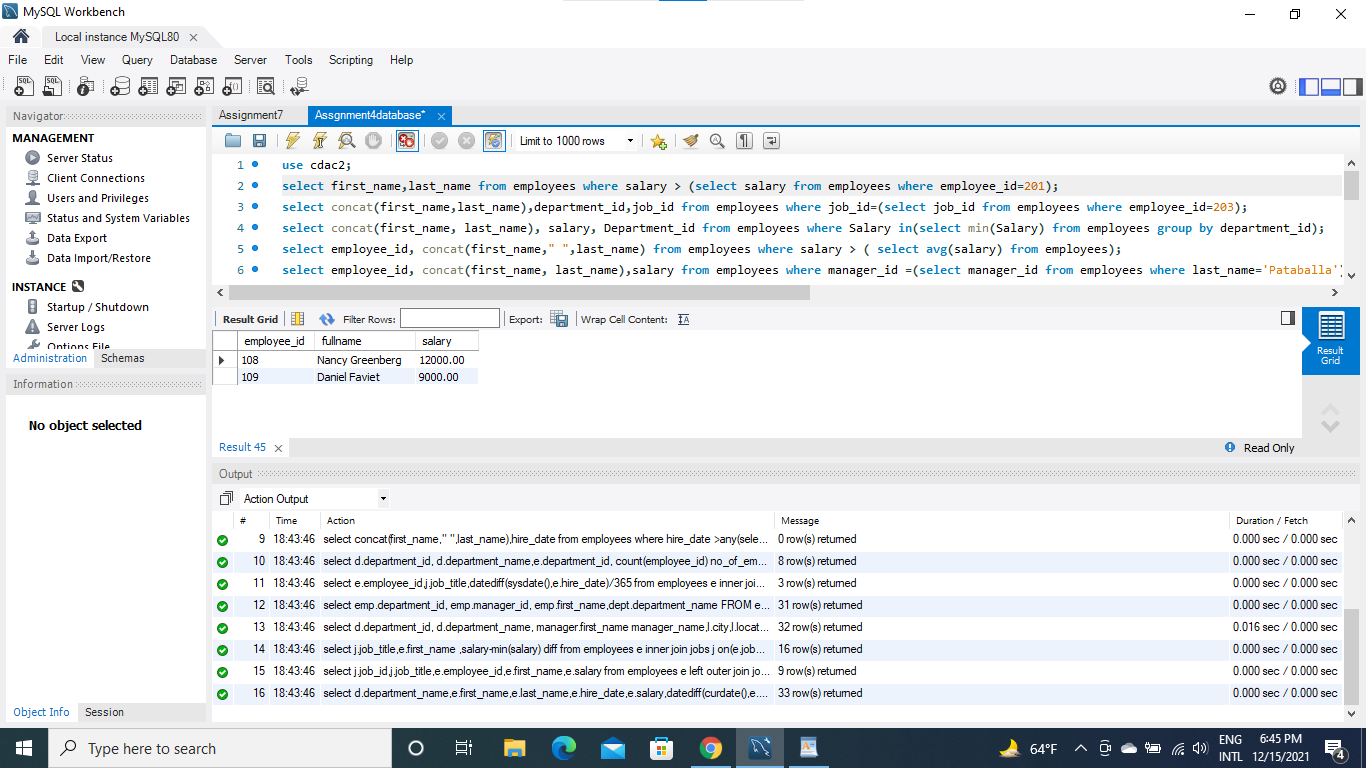 MySQL Workbench
Local instance MySQL80
File Edit View Query Database Server Tools Scripting Help
Navigator
MANAGEMENT
Server Status
Client Connections
Users and Privileges
Status and System Variables
Data Export
Data Import/Restore
INSTANCE
Startup / Shutdown
Server Logs
Options File
Administration Schemas
Information
No object selected
Object Info Session
Assignment7 Assgnment4database*
Limit to 1000 rows
1 use cdac2;
2 select first_name,last_name from employees where salary > (select salary from employees where employee_id=201);
3 select concat(first_name,last_name),department_id,job_id from employees where job_id=(select job_id from employees where employee_id=203);
4 select concat(first_name, last_name), salary, Department_id from employees where Salary in(select min(Salary) from employees group by department_id);
5 select employee_id, concat(first_name," ",last_name) from employees where salary > ( select avg(salary) from employees);
6 select employee_id, concat(first_name, last_name),salary from employees where manager_id =(select manager_id from employees where last_name='Pataballa')
Result Grid Filter Rows: Export: Wrap Cell Content:
employee_id fullname salary
108 Nancy Greenberg 12000.00
109 Daniel Faviet 9000.00
Result Grid
Result 45
Read Only
Output
Action Output
# Time Action Message Duration / Fetch
9 18:43:46 select concat(first_name," ",last_name),hire_date from employees where hire_date >any(sele... 0 row(s) returned 0.000 sec / 0.000 sec
10 18:43:46 select d.department_id, d.department_name,e.department_id, count(employee_id) no_of_em... 8 row(s) returned 0.000 sec / 0.000 sec
11 18:43:46 select e.employee_id,j.job_title,datediff(sysdate(),e.hire_date)/365 from employees e inner joi... 3 row(s) returned 0.000 sec / 0.000 sec
12 18:43:46 select emp.department_id, emp.manager_id, emp.first_name,dept.department_name FROM e... 31 row(s) returned 0.000 sec / 0.000 sec
13 18:43:46 select d.department_id, d.department_name, manager.first_name manager_name,l.city,l.locat... 32 row(s) returned 0.016 sec / 0.000 sec
14 18:43:46 select j.job_title,e.first_name ,salary-min(salary) diff from employees e inner join jobs j on(e.job... 16 row(s) returned 0.000 sec / 0.000 sec
15 18:43:46 select j.job_id,j.job_title,e.employee_id,e.first_name,e.salary from employees e left outer join jo... 9 row(s) returned 0.000 sec / 0.000 sec
16 18:43:46 select d.department_name,e.first_name,e.last_name,e.hire_date,e.salary,datediff(curdate(),e.... 33 row(s) returned 0.000 sec / 0.000 sec
Type here to search
64°F
ENG
INTL
6:45 PM
12/15/2021
4